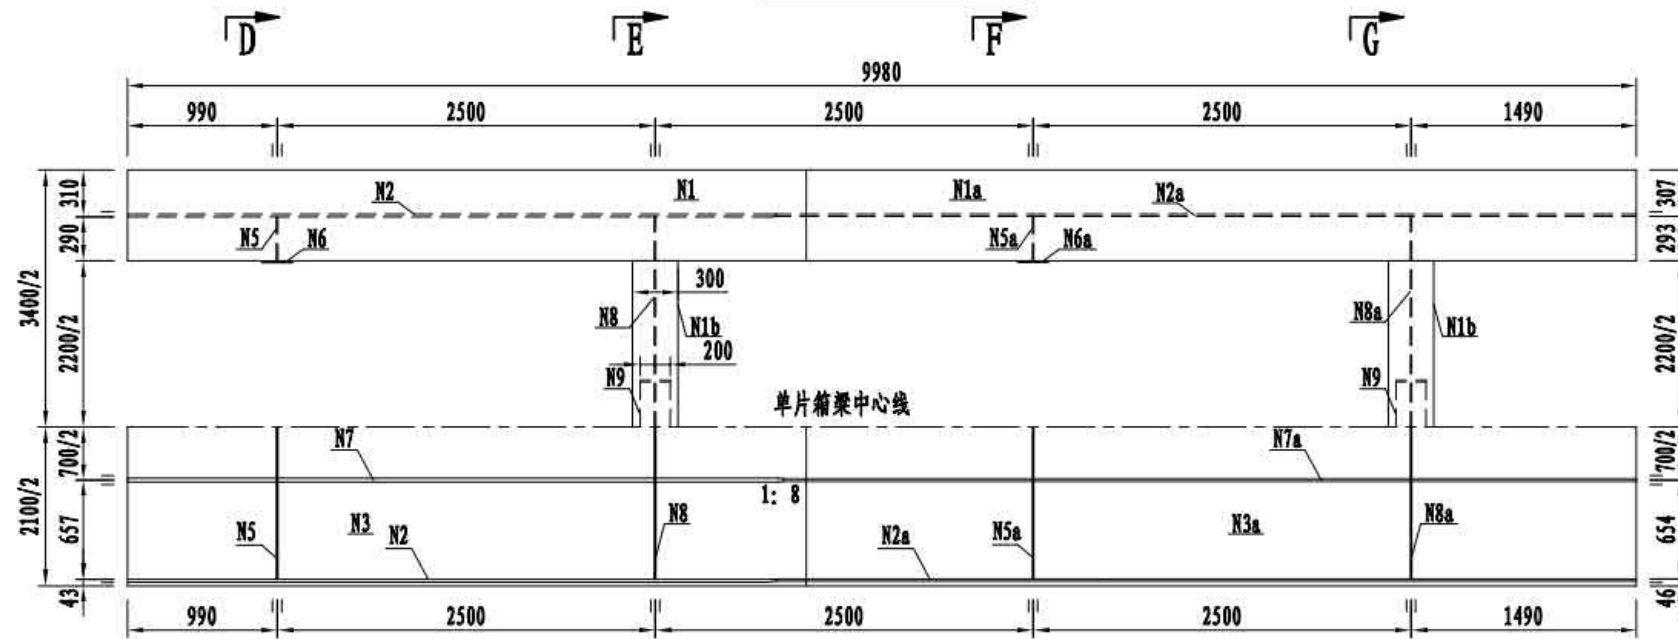 D E F G
9980
990 2500 2500 2500 1490
310 N2 N1 N1a N2a 307
290 N5 N6 N5a N6a 293
3400/2 2200/2 300 N8 N1b N8a N1b 2200/2
200
N9 N9
单片箱梁中心线
700/2 N7 N7a 700/2
1: 8
2100/2 657 N5 N3 N2 N8 N2a N5a N3a N8a 654
43 46
990 2500 2500 2500 1490